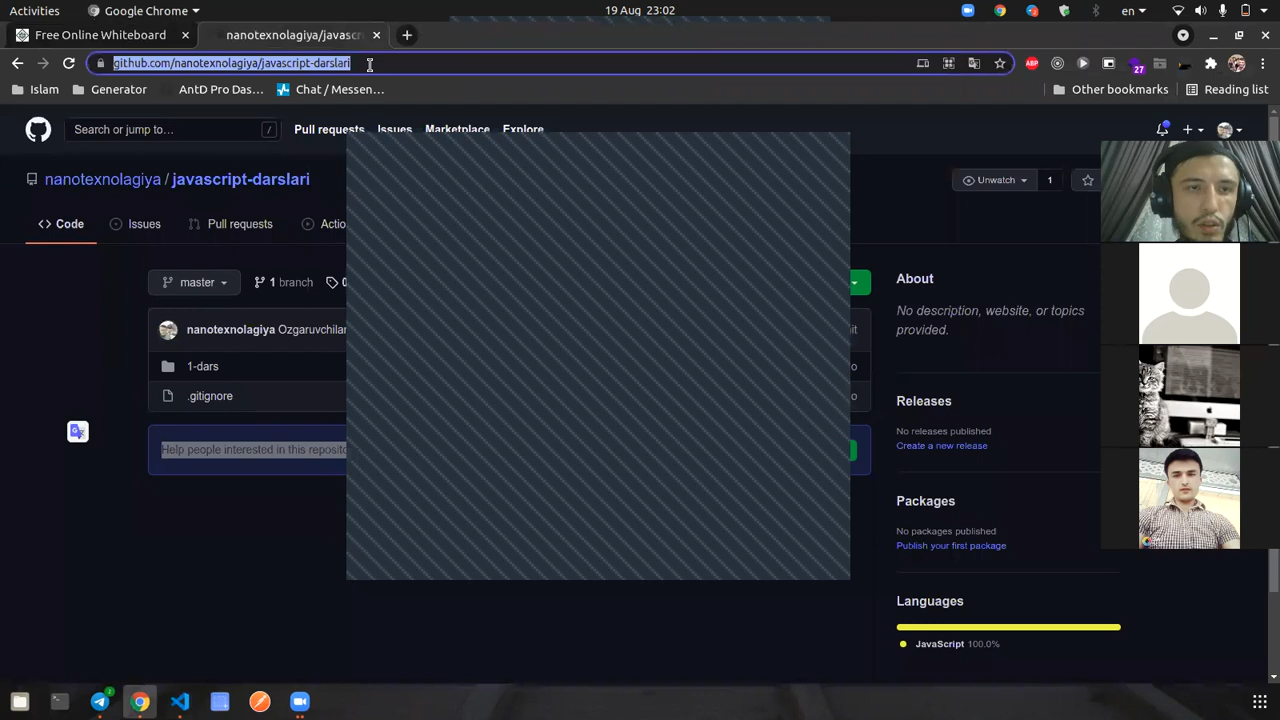 Activities
Google Chrome
19 Aug 23:02
en
Free Online Whiteboard
nanotexnolagiya/javascr
github.com/nanotexnolagiya/javascript-darslari
ABP
27
Islam
Generator
AntD Pro Das...
Chat / Messen...
Other bookmarks
Reading list
Search or jump to...
/
Pull requests
Issues
Marketplace
Explore
nanotexnolagiya / javascript-darslari
Unwatch
1
<> Code
Issues
Pull requests
Actio
master
1 branch
nanotexnolagiya Ozgaruvchilar
1-dars
.gitignore
Help people interested in this reposito
About
No description, website, or topics
provided.
Releases
No releases published
Create a new release
Packages
No packages published
Publish your first package
Languages
JavaScript 100.0%
2